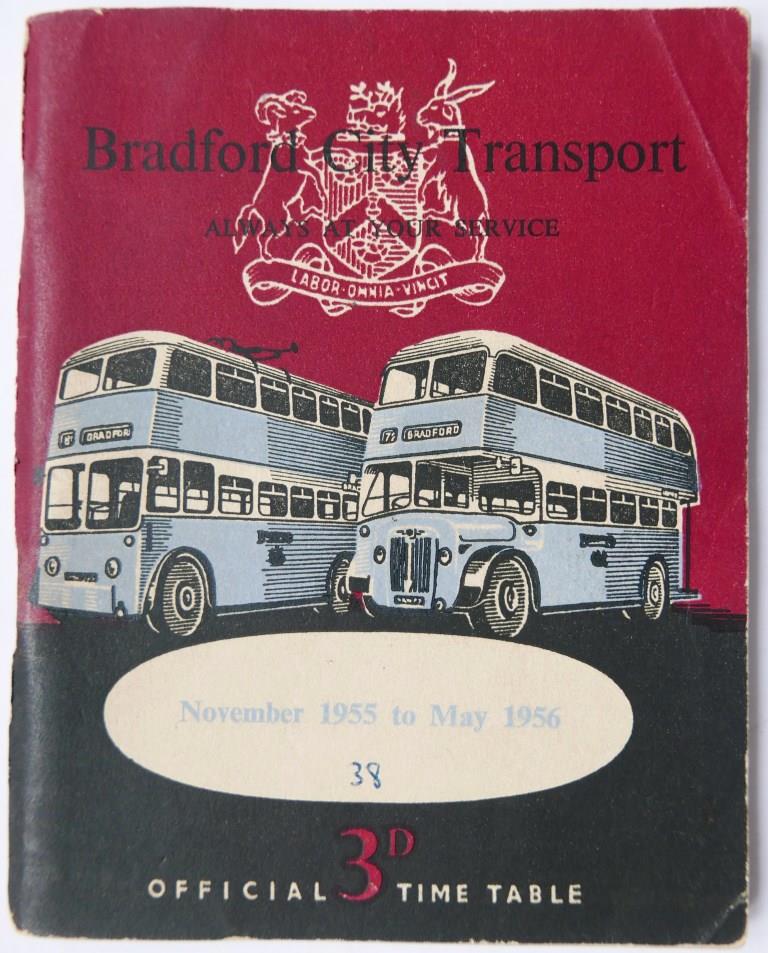 Bradford City Transport
ALWAYS AT YOUR SERVICE
LABOR·OMNIA·VINCIT
BRADFORD
November 1955 to May 1956
38
OFFICIAL 3D TIME TABLE